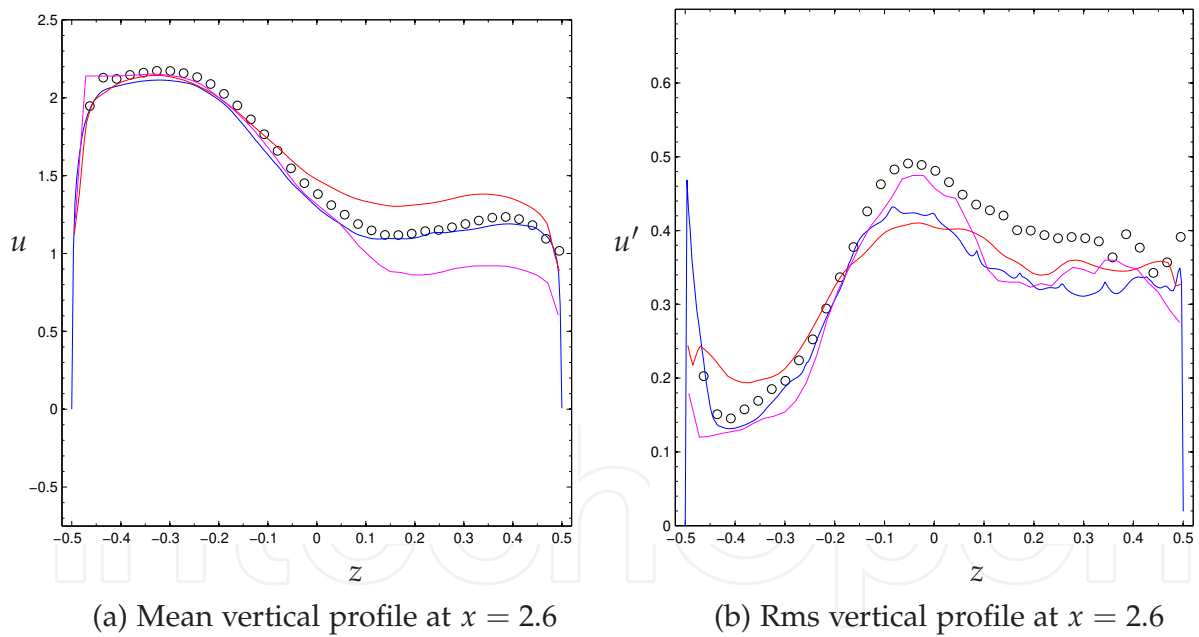 2.5
2
1.5
1
0.5
0
−0.5
u
−0.5 −0.4 −0.3 −0.2 −0.1 0 0.1 0.2 0.3 0.4 0.5
z
(a) Mean vertical profile at x = 2.6
0.6
0.5
0.4
0.3
0.2
0.1
0
u′
−0.5 −0.4 −0.3 −0.2 −0.1 0 0.1 0.2 0.3 0.4 0.5
z
(b) Rms vertical profile at x = 2.6
intechopen